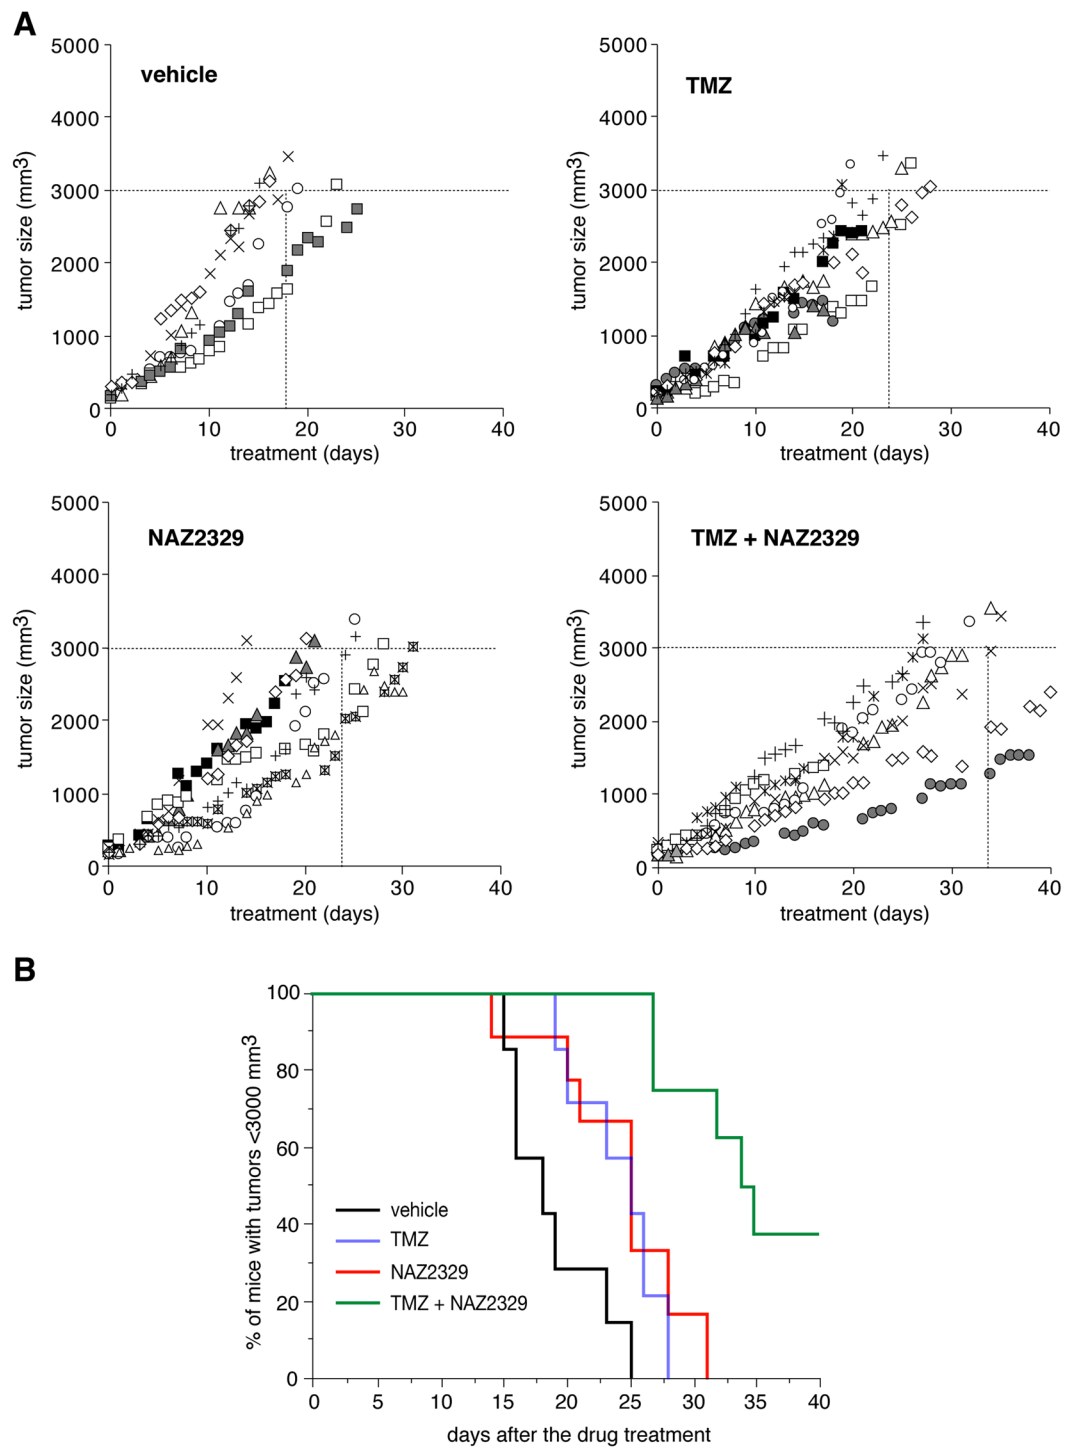 A
vehicle
tumor size (mm3)
5000
4000
3000
2000
1000
0
0 10 20 30 40
treatment (days)
TMZ
tumor size (mm3)
5000
4000
3000
2000
1000
0
0 10 20 30 40
treatment (days)
NAZ2329
tumor size (mm3)
5000
4000
3000
2000
1000
0
0 10 20 30 40
treatment (days)
TMZ + NAZ2329
tumor size (mm3)
5000
4000
3000
2000
1000
0
0 10 20 30 40
treatment (days)
B
% of mice with tumors <3000 mm3
100
80
60
40
20
0
vehicle
TMZ
NAZ2329
TMZ + NAZ2329
0 5 10 15 20 25 30 35 40
days after the drug treatment